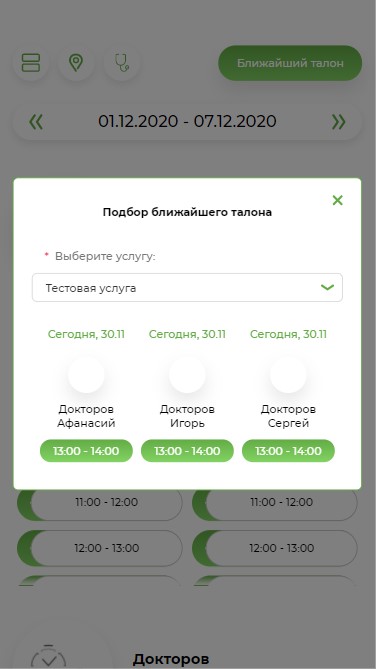 Ближайший талон
01.12.2020 - 07.12.2020
Подбор ближайшего талона
* Выберите услугу:
Тестовая услуга
Сегодня, 30.11
Докторов
Афанасий
13:00 - 14:00
Сегодня, 30.11
Докторов
Игорь
13:00 - 14:00
Сегодня, 30.11
Докторов
Сергей
13:00 - 14:00
11:00 - 12:00
11:00 - 12:00
12:00 - 13:00
12:00 - 13:00
Докторов